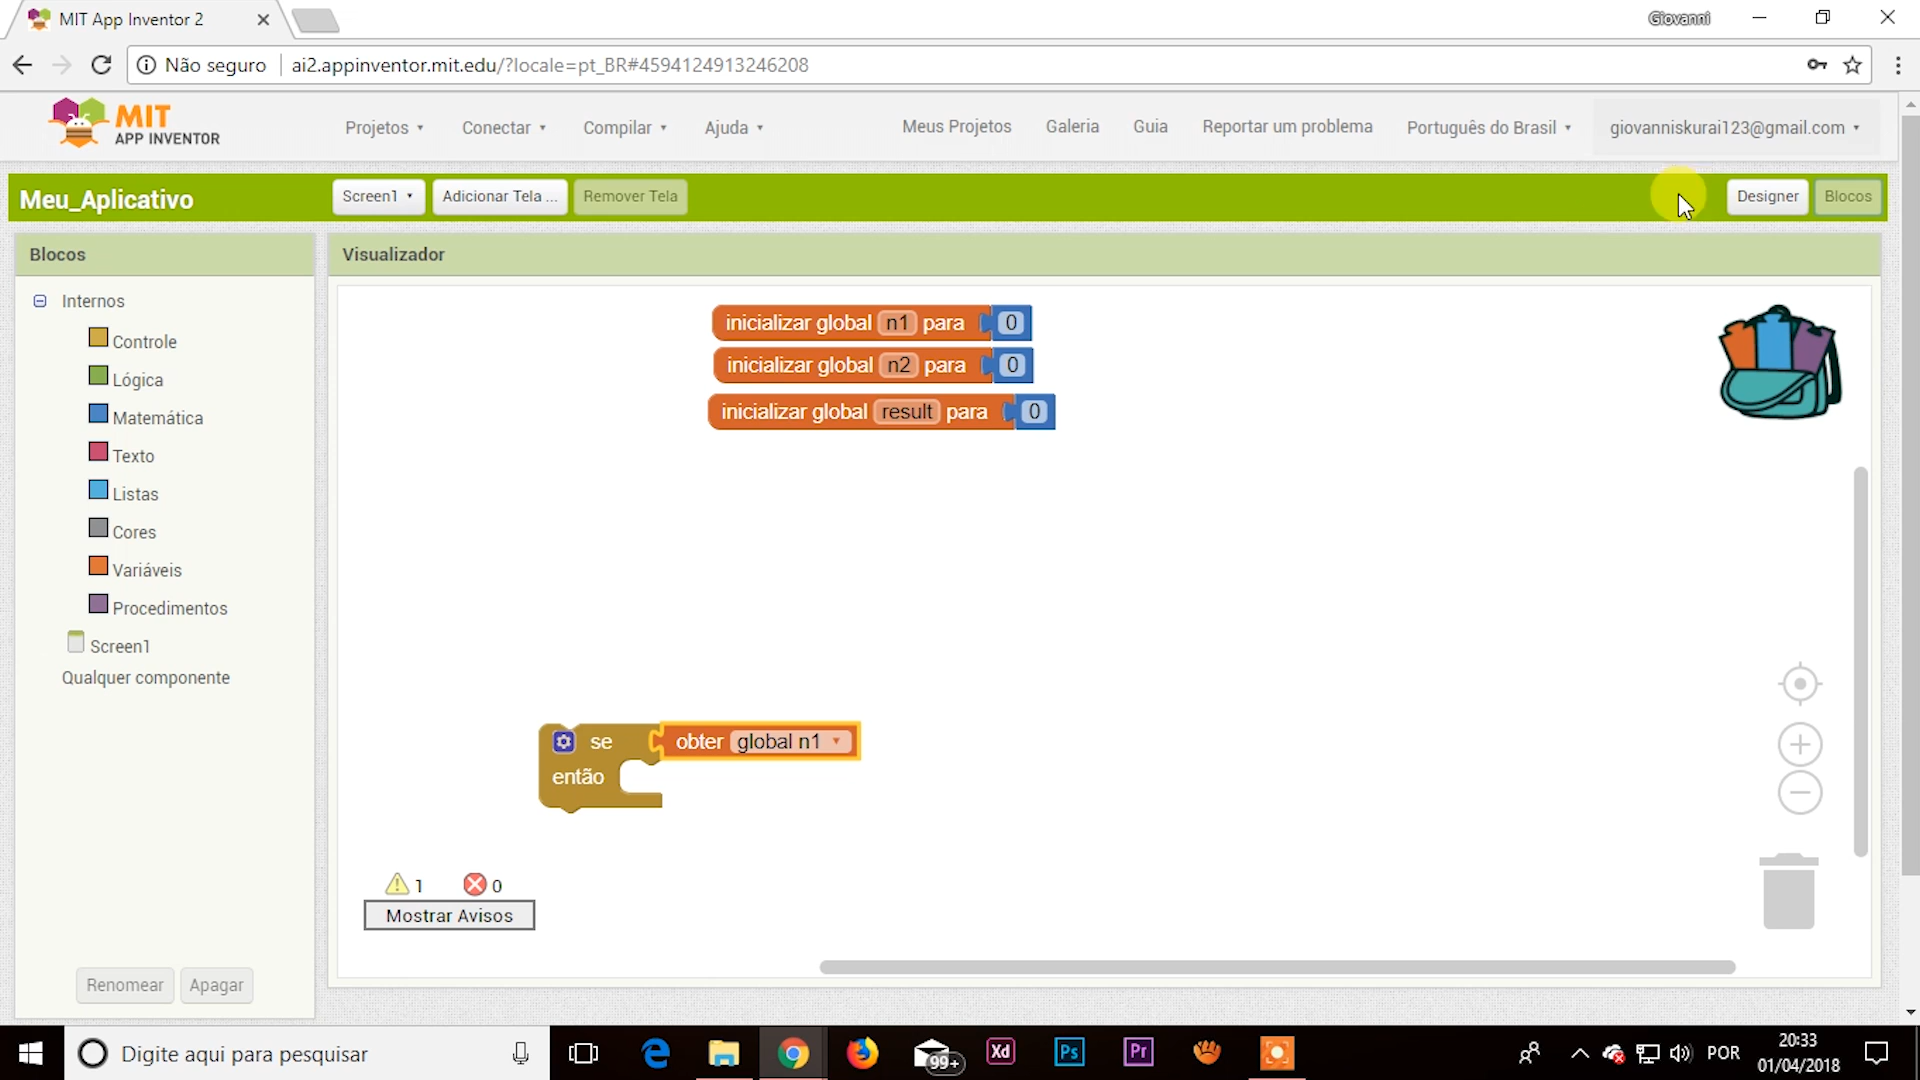 MIT App Inventor 2
Giovanni
Não seguro
ai2.appinventor.mit.edu/?locale=pt_BR#4594124913246208
MIT
APP INVENTOR
Projetos
Conectar
Compilar
Ajuda
Meus Projetos
Galeria
Guia
Reportar um problema
Português do Brasil
giovanniskurai123@gmail.com
Meu_Aplicativo
Screen1
Adicionar Tela ...
Remover Tela
Designer
Blocos
Blocos
Visualizador
Internos
Controle
Lógica
Matemática
Texto
Listas
Cores
Variáveis
Procedimentos
Screen1
Qualquer componente
Renomear
Apagar
inicializar global n1 para 0
inicializar global n2 para 0
inicializar global result para 0
se obter global n1
então
1 0
Mostrar Avisos
Digite aqui para pesquisar
99+
Xd
Ps
Pr
POR
20:33
01/04/2018